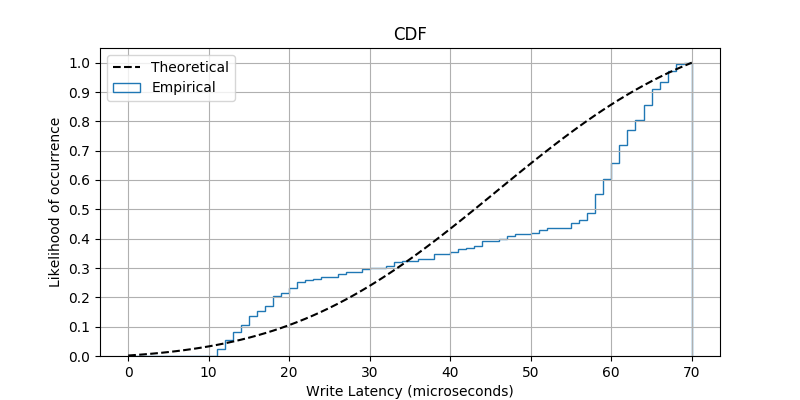 CDF
Theoretical
Empirical
Likelihood of occurrence
1.0
0.9
0.8
0.7
0.6
0.5
0.4
0.3
0.2
0.1
0.0
0 10 20 30 40 50 60 70
Write Latency (microseconds)